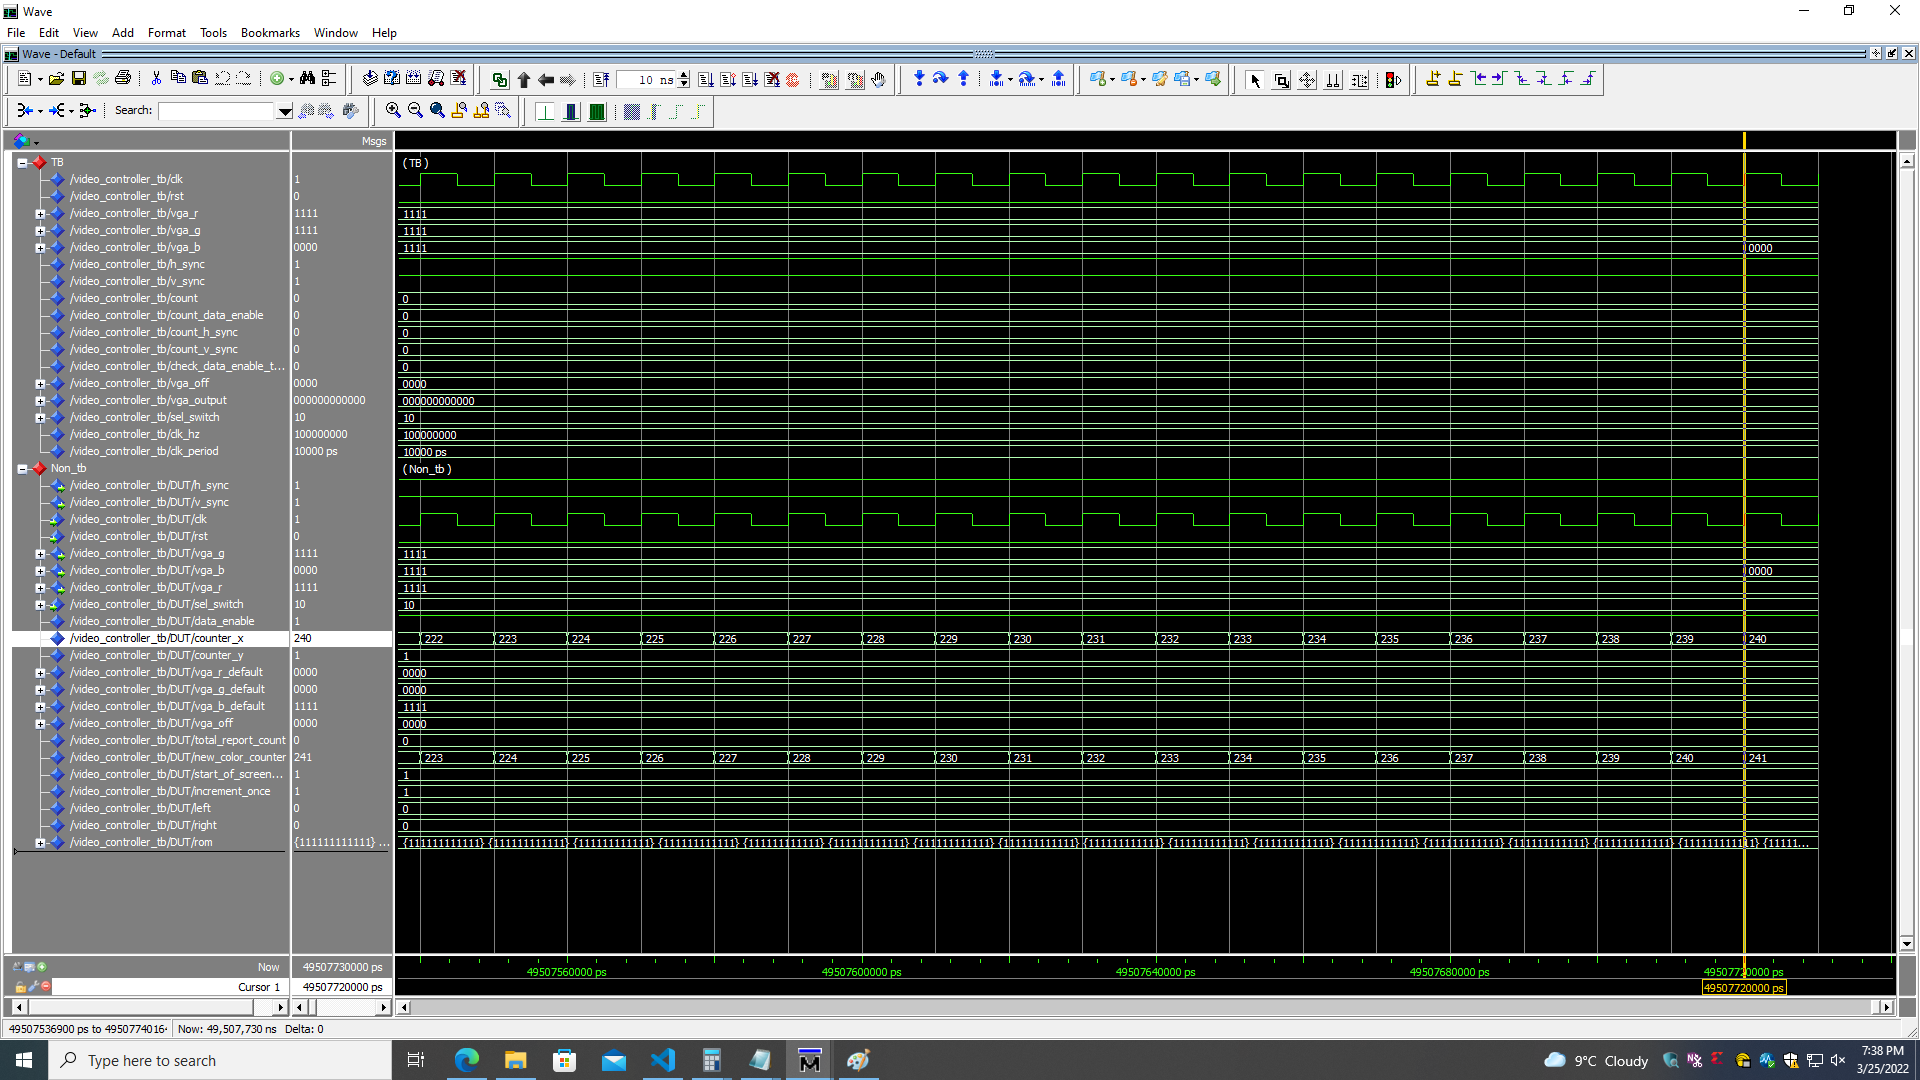 Wave
File Edit View Add Format Tools Bookmarks Window Help
Wave - Default
10 ns
Search:
Msgs
TB (TB)
/video_controller_tb/clk 1
/video_controller_tb/rst 0
/video_controller_tb/vga_r 1111 1111
/video_controller_tb/vga_g 1111 1111
/video_controller_tb/vga_b 0000 1111 0000
/video_controller_tb/h_sync 1
/video_controller_tb/v_sync 1
/video_controller_tb/count 0 0
/video_controller_tb/count_data_enable 0 0
/video_controller_tb/count_h_sync 0 0
/video_controller_tb/count_v_sync 0 0
/video_controller_tb/check_data_enable_t... 0 0
/video_controller_tb/vga_off 0000 0000
/video_controller_tb/vga_output 000000000000 000000000000
/video_controller_tb/sel_switch 10 10
/video_controller_tb/clk_hz 100000000 100000000
/video_controller_tb/clk_period 10000 ps 10000 ps
Non_tb (Non_tb)
/video_controller_tb/DUT/h_sync 1
/video_controller_tb/DUT/v_sync 1
/video_controller_tb/DUT/clk 1
/video_controller_tb/DUT/rst 0
/video_controller_tb/DUT/vga_g 1111 1111
/video_controller_tb/DUT/vga_b 0000 1111 0000
/video_controller_tb/DUT/vga_r 1111 1111
/video_controller_tb/DUT/sel_switch 10 10
/video_controller_tb/DUT/data_enable 1
/video_controller_tb/DUT/counter_x 240 222 223 224 225 226 227 228 229 230 231 232 233 234 235 236 237 238 239 240
/video_controller_tb/DUT/counter_y 1 1
/video_controller_tb/DUT/vga_r_default 0000 0000
/video_controller_tb/DUT/vga_g_default 0000 0000
/video_controller_tb/DUT/vga_b_default 1111 1111
/video_controller_tb/DUT/vga_off 0000 0000
/video_controller_tb/DUT/total_report_count 0 0
/video_controller_tb/DUT/new_color_counter 241 223 224 225 226 227 228 229 230 231 232 233 234 235 236 237 238 239 240 241
/video_controller_tb/DUT/start_of_screen... 1 1
/video_controller_tb/DUT/increment_once 1 1
/video_controller_tb/DUT/left 0 0
/video_controller_tb/DUT/right 0 0
/video_controller_tb/DUT/rom {111111111111} ... {111111111111} {111111111111} {111111111111} {111111111111} {111111111111} {111111111111} {111111111111} {111111111111} {111111111111} {111111111111} {111111111111} {111111111111} {111111111111} {111111111111} {111111111111} {111111111111} {11111...
Now 49507730000 ps 49507560000 ps 49507600000 ps 49507640000 ps 49507680000 ps 49507720000 ps
Cursor 1 49507720000 ps 49507720000 ps
49507536900 ps to 4950774016 Now: 49,507,730 ns Delta: 0
Type here to search 9°C Cloudy 7:38 PM
3/25/2022